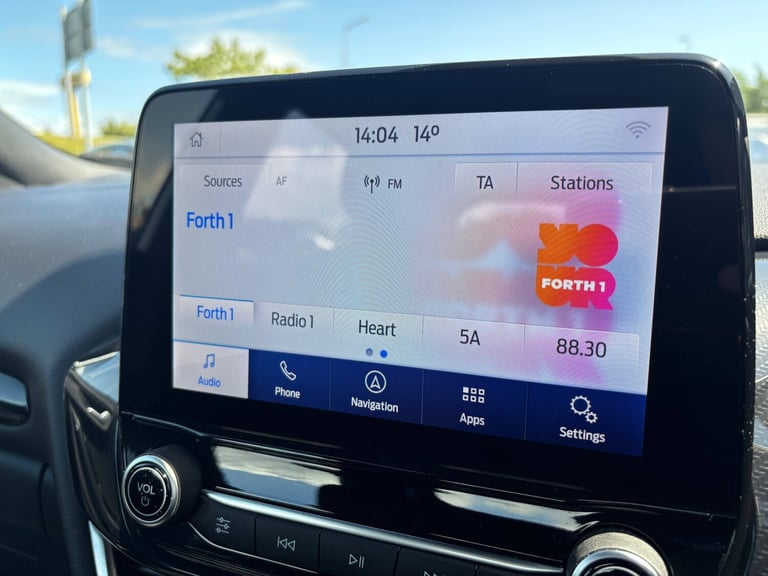 14:04 14º
Sources AF FM TA Stations
Forth 1
YOUR
FORTH 1
Forth 1 Radio 1 Heart 5A 88.30
Audio Phone Navigation Apps Settings
VOL